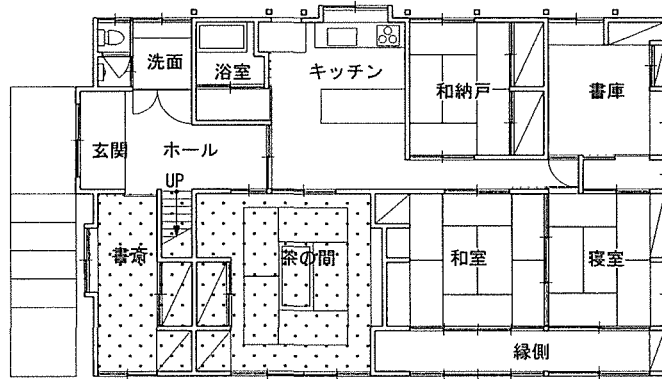 洗面
浴室
キッチン
和納戸
書庫
玄関
ホール
UP
書斎
茶の間
和室
寝室
縁側